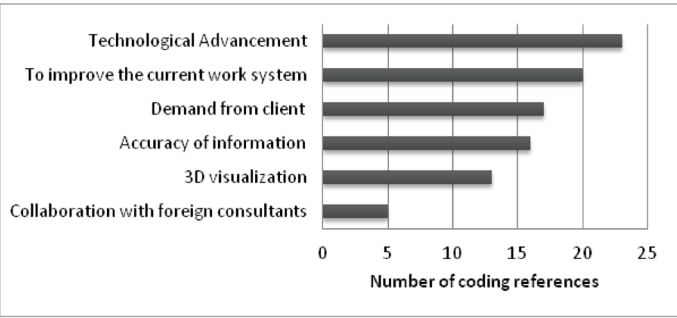 Technological Advancement
To improve the current work system
Demand from client
Accuracy of information
3D visualization
Collaboration with foreign consultants
0 5 10 15 20 25
Number of coding references